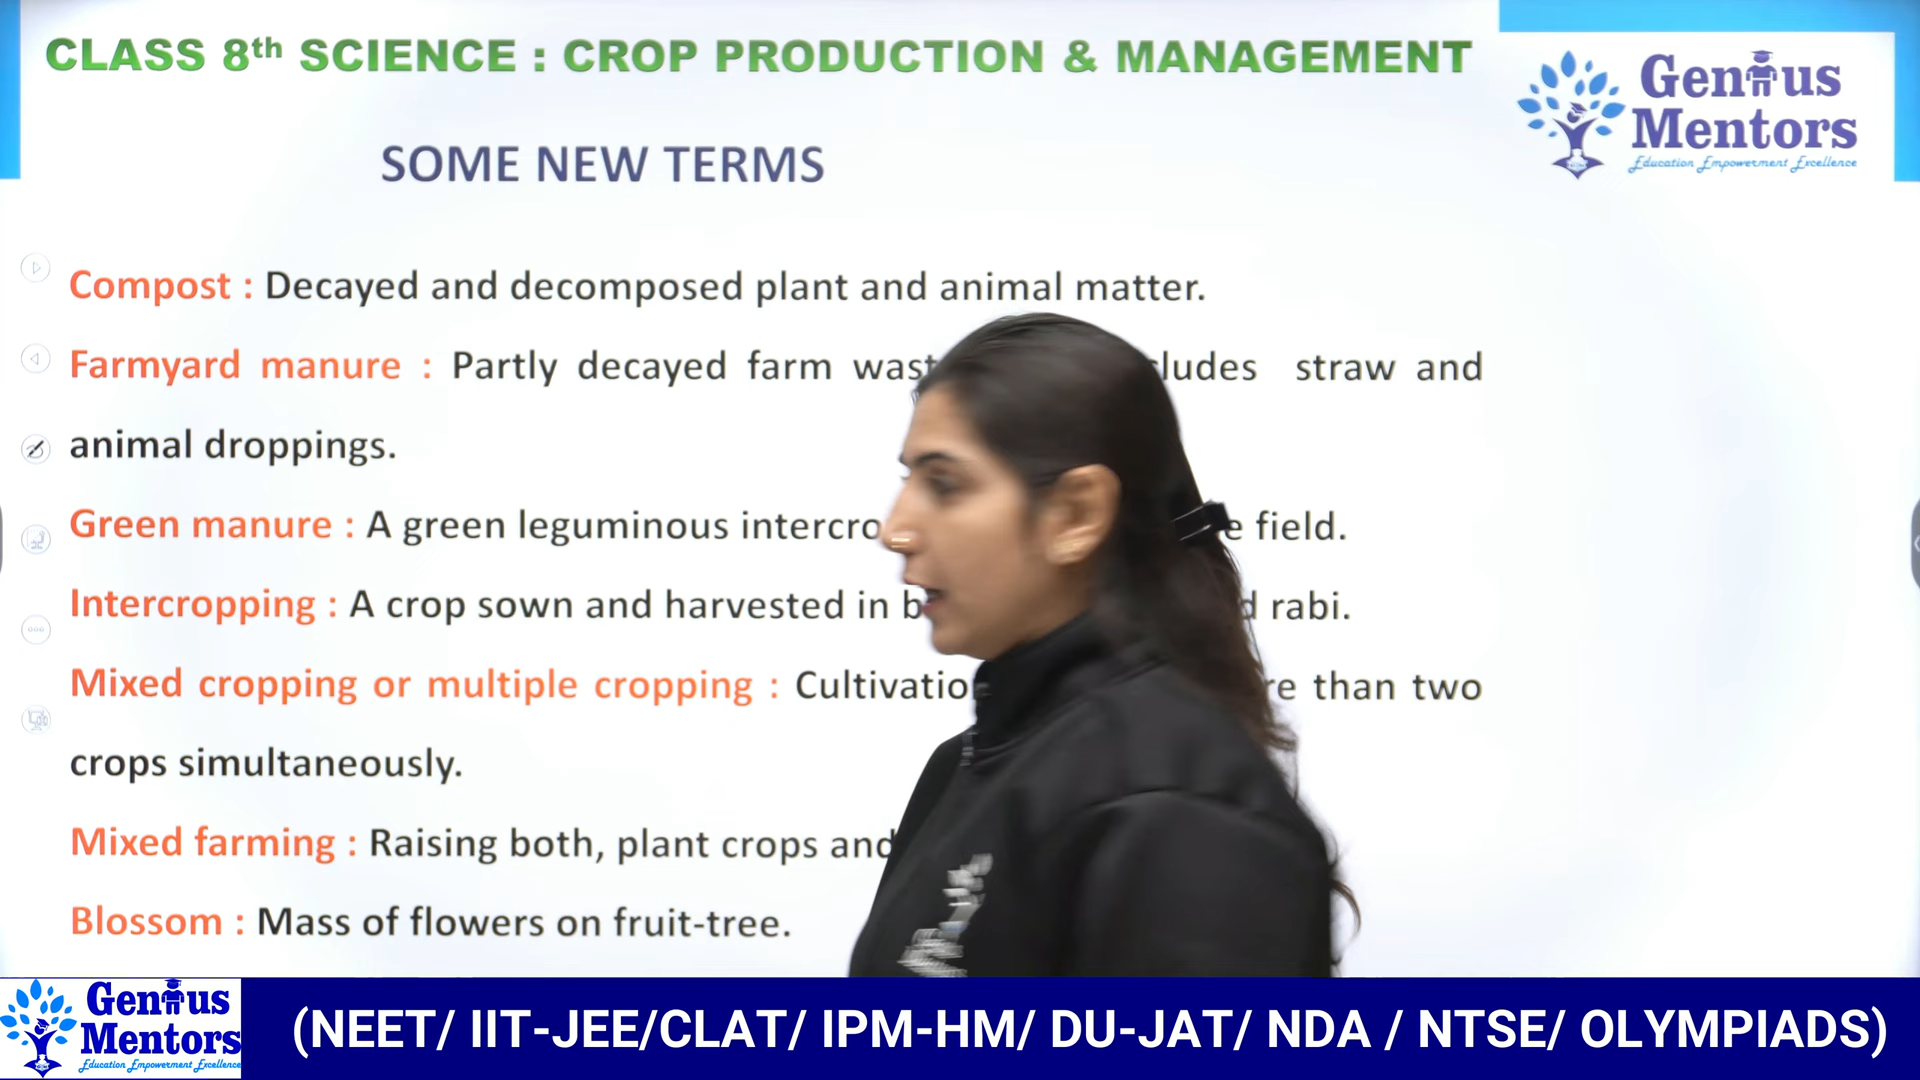 CLASS 8th SCIENCE : CROP PRODUCTION & MANAGEMENT
Genius
Mentors
Education Empowerment Excellence
SOME NEW TERMS
Compost : Decayed and decomposed plant and animal matter.
Farmyard manure : Partly decayed farm straw and
animal droppings.
Green manure : A green leguminous field.
Intercropping : A crop sown and harvested in rabi.
Mixed cropping or multiple cropping : than two
crops simultaneously.
Mixed farming : Raising both, plant crops and
Blossom : Mass of flowers on fruit-tree.
Genius
Mentors
Education Empowerment Excellence
(NEET/ IIT-JEE/CLAT/ IPM-HM/ DU-JAT/ NDA / NTSE/ OLYMPIADS)